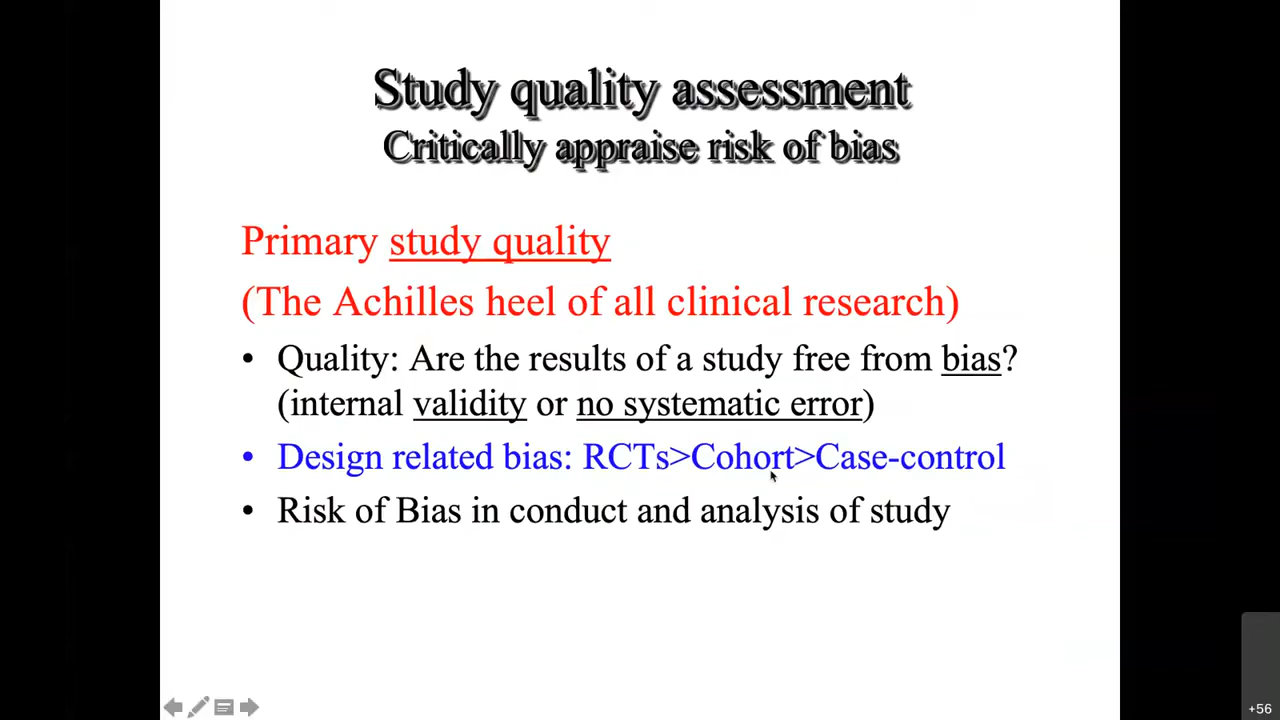 Study quality assessment
Critically appraise risk of bias
Primary study quality
(The Achilles heel of all clinical research)
• Quality: Are the results of a study free from bias?
(internal validity or no systematic error)
• Design related bias: RCTs>Cohort>Case-control
• Risk of Bias in conduct and analysis of study
+56